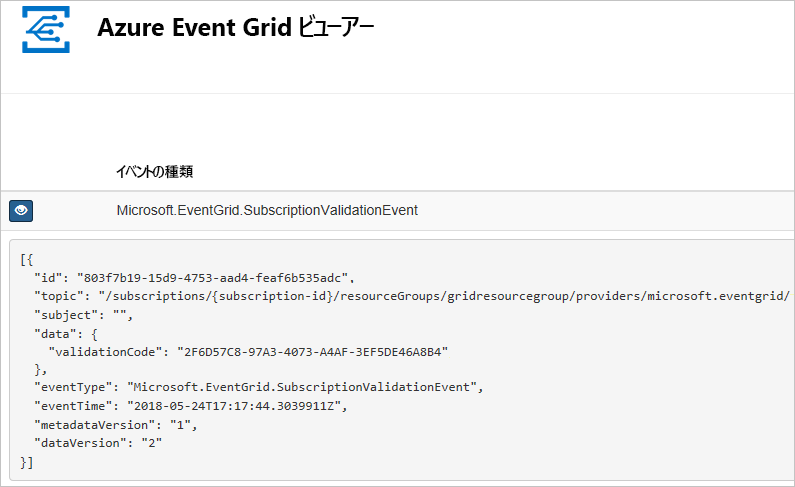 Azure Event Grid ビューアー
イベントの種類
Microsoft.EventGrid.SubscriptionValidationEvent
[{
  "id": "803f7b19-15d9-4753-aad4-feaf6b535adc",
  "topic": "/subscriptions/{subscription-id}/resourceGroups/gridresourcegroup/providers/microsoft.eventgrid/
  "subject": "",
  "data": {
    "validationCode": "2F6D57C8-97A3-4073-A4AF-3EF5DE46A8B4"
  },
  "eventType": "Microsoft.EventGrid.SubscriptionValidationEvent",
  "eventTime": "2018-05-24T17:17:44.3039911Z",
  "metadataVersion": "1",
  "dataVersion": "2"
}]